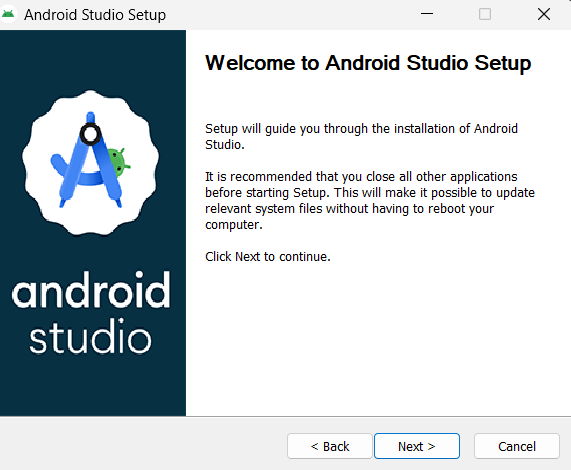 Android Studio Setup
Welcome to Android Studio Setup
Setup will guide you through the installation of Android
Studio.
It is recommended that you close all other applications
before starting Setup. This will make it possible to update
relevant system files without having to reboot your
computer.
Click Next to continue.
android
studio
< Back
Next >
Cancel